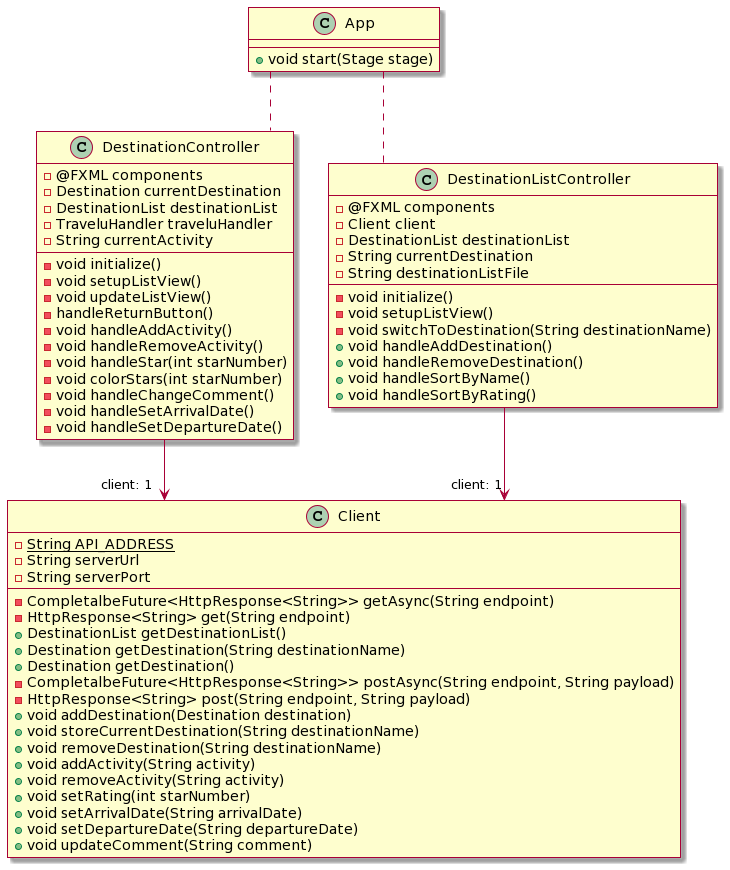 C App
void start(Stage stage)
C DestinationController
@FXML components
Destination currentDestination
DestinationList destinationList
TraveluHandler traveluHandler
String currentActivity
void initialize()
void setupListView()
void updateListView()
handleReturnButton()
void handleAddActivity()
void handleRemoveActivity()
void handleStar(int starNumber)
void colorStars(int starNumber)
void handleChangeComment()
void handleSetArrivalDate()
void handleSetDepartureDate()
C DestinationListController
@FXML components
Client client
DestinationList destinationList
String currentDestination
String destinationListFile
void initialize()
void setupListView()
void switchToDestination(String destinationName)
void handleAddDestination()
void handleRemoveDestination()
void handleSortByName()
void handleSortByRating()
client: 1
client: 1
C Client
String API_ADDRESS
String serverUrl
String serverPort
CompletalbeFuture<HttpResponse<String>> getAsync(String endpoint)
HttpResponse<String> get(String endpoint)
DestinationList getDestinationList()
Destination getDestination(String destinationName)
Destination getDestination()
CompletalbeFuture<HttpResponse<String>> postAsync(String endpoint, String payload)
HttpResponse<String> post(String endpoint, String payload)
void addDestination(Destination destination)
void storeCurrentDestination(String destinationName)
void removeDestination(String destinationName)
void addActivity(String activity)
void removeActivity(String activity)
void setRating(int starNumber)
void setArrivalDate(String arrivalDate)
void setDepartureDate(String departureDate)
void updateComment(String comment)